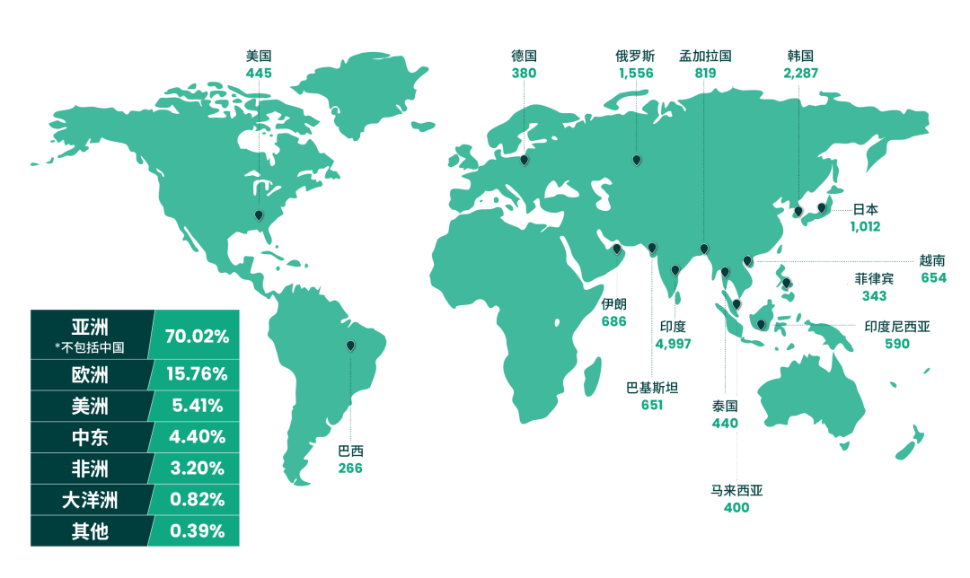 美国
445
德国
380
俄罗斯
1,556
孟加拉国
819
韩国
2,287
日本
1,012
越南
654
菲律宾
343
伊朗
686
印度
4,997
印度尼西亚
590
巴基斯坦
651
泰国
440
巴西
266
马来西亚
400
亚洲
*不包括中国
70.02%
欧洲 15.76%
美洲 5.41%
中东 4.40%
非洲 3.20%
大洋洲 0.82%
其他 0.39%